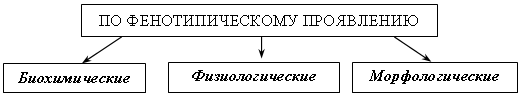 ПО ФЕНОТИПИЧЕСКОМУ ПРОЯВЛЕНИЮ
Биохимические
Физиологические
Морфологические